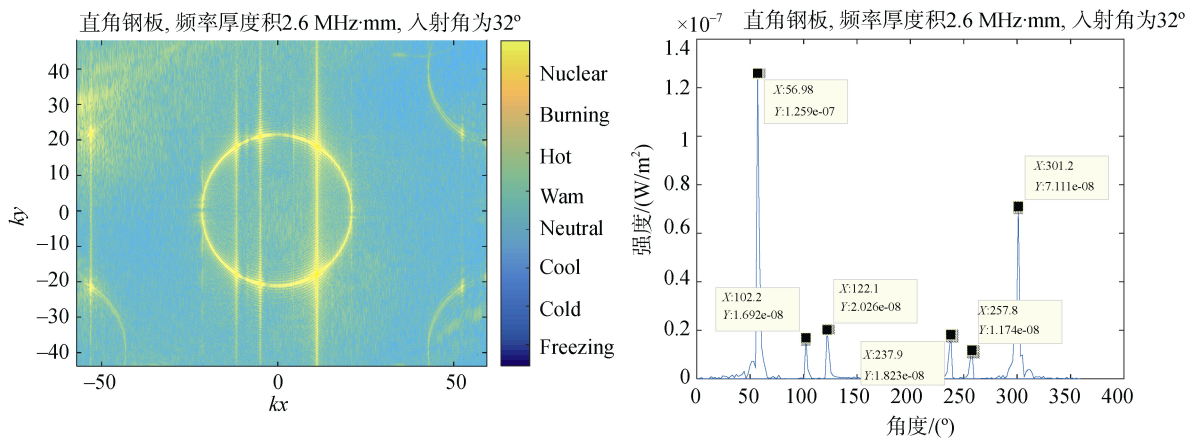 直角钢板, 频率厚度积2.6 MHz·mm, 入射角为32º
40
30
20
10
0
−10
−20
−30
−40
ky
−50
0
50
kx
Nuclear
Burning
Hot
Wam
Neutral
Cool
Cold
Freezing
直角钢板, 频率厚度积2.6 MHz·mm, 入射角为32º
×10⁻⁷
1.4
1.2
1
0.8
0.6
0.4
0.2
0
强度/(W/m²)
0
50
100
150
200
250
300
350
400
角度/(º)
X:56.98
Y:1.259e-07
X:102.2
Y:1.692e-08
X:122.1
Y:2.026e-08
X:237.9
Y:1.823e-08
X:257.8
Y:1.174e-08
X:301.2
Y:7.111e-08